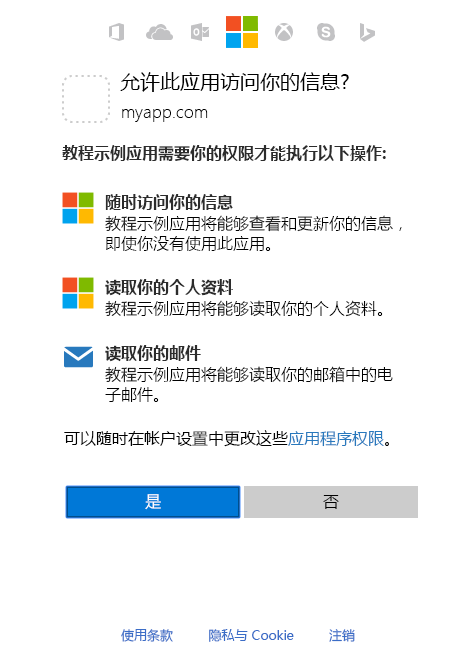 允许此应用访问你的信息?
myapp.com
教程示例应用需要你的权限才能执行以下操作:
随时访问你的信息
教程示例应用将能够查看和更新你的信息，
即使你没有使用此应用。
读取你的个人资料
教程示例应用将能够读取你的个人资料。
读取你的邮件
教程示例应用将能够读取你的邮箱中的电
子邮件。
可以随时在帐户设置中更改这些应用程序权限。
是 否
使用条款 隐私与 Cookie 注销